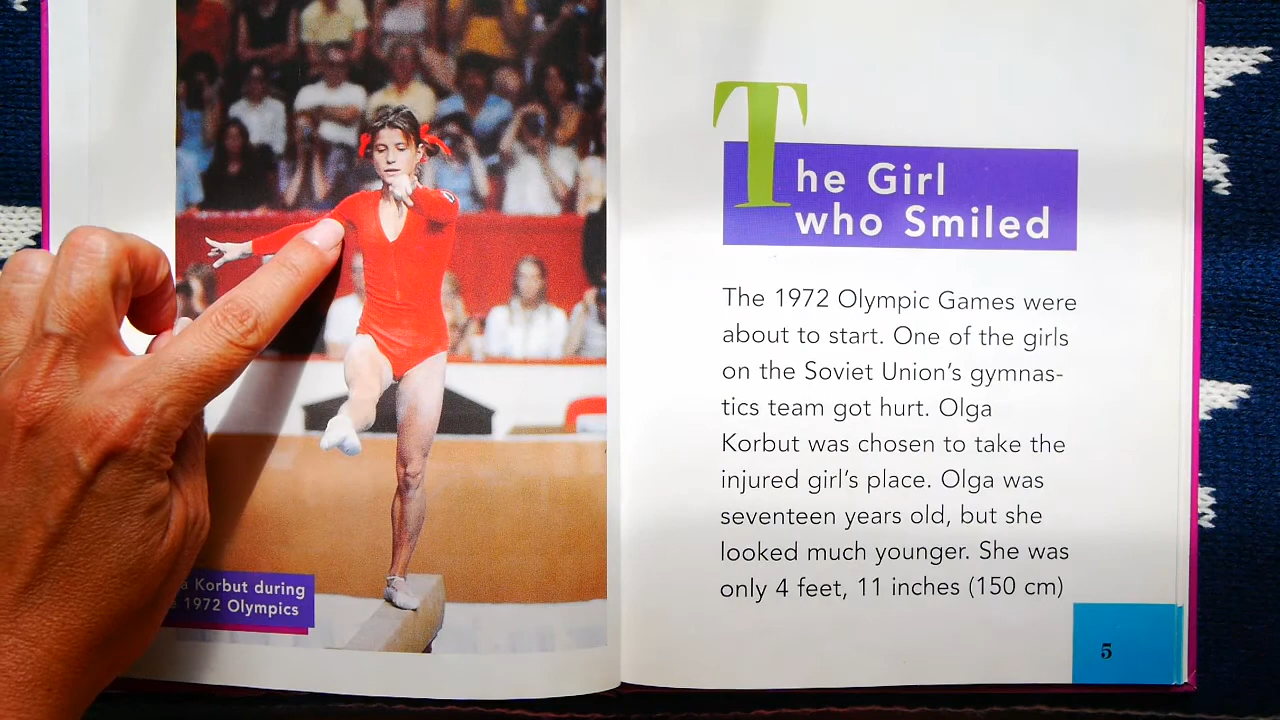 a Korbut during
1972 Olympics
The Girl
who Smiled
The 1972 Olympic Games were
about to start. One of the girls
on the Soviet Union's gymnas-
tics team got hurt. Olga
Korbut was chosen to take the
injured girl's place. Olga was
seventeen years old, but she
looked much younger. She was
only 4 feet, 11 inches (150 cm)
5